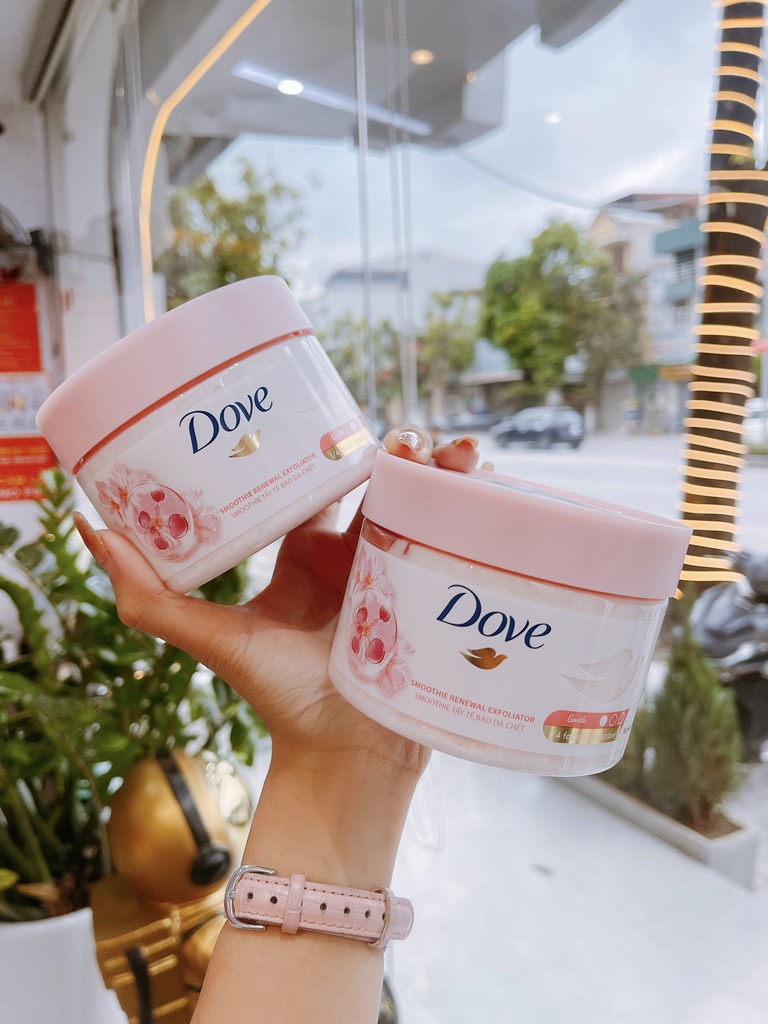 Dove
SMOOTHIE RENEWAL EXFOLIATOR
SMOOTHIE TẨY TẾ BÀO DA CHẾT
Dove
SMOOTHIE RENEWAL EXFOLIATOR
SMOOTHIE TẨY TẾ BÀO DA CHẾT
Gentle